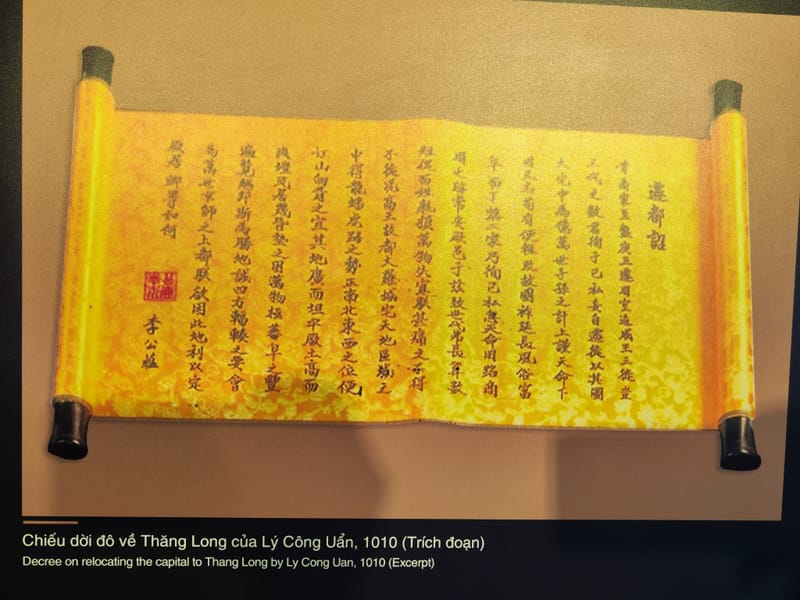 遷都詔
昔商家至盤庚五遷周室迨成王三徙豈
三代之數君徇于己私妄自遷徙以其圖
大宅中為億萬世子孫之計上謹天命下
因民志苟有便輒改故國祚延長風俗富
阜而丁黎二家乃徇己私忽天命罔蹈商
周之跡常安厥邑于茲致世代弗長算數
短促百姓耗損萬物失宜朕甚痛之不得
不徙況高王故都大羅城宅天地區域之
中得龍蟠虎踞之勢正南北東西之位便
江山向背之宜其地廣而坦平厥土高而
爽塏民居蔑昏墊之困萬物極蕃阜之豐
遍覽越邦斯為勝地誠四方輻輳之要會
為萬世京師之上都朕欲因此地利以定
厥居卿等如何
李公蘊
Chiếu dời đô về Thăng Long của Lý Công Uẩn, 1010 (Trích đoạn)
Decree on relocating the capital to Thang Long by Ly Cong Uan, 1010 (Excerpt)